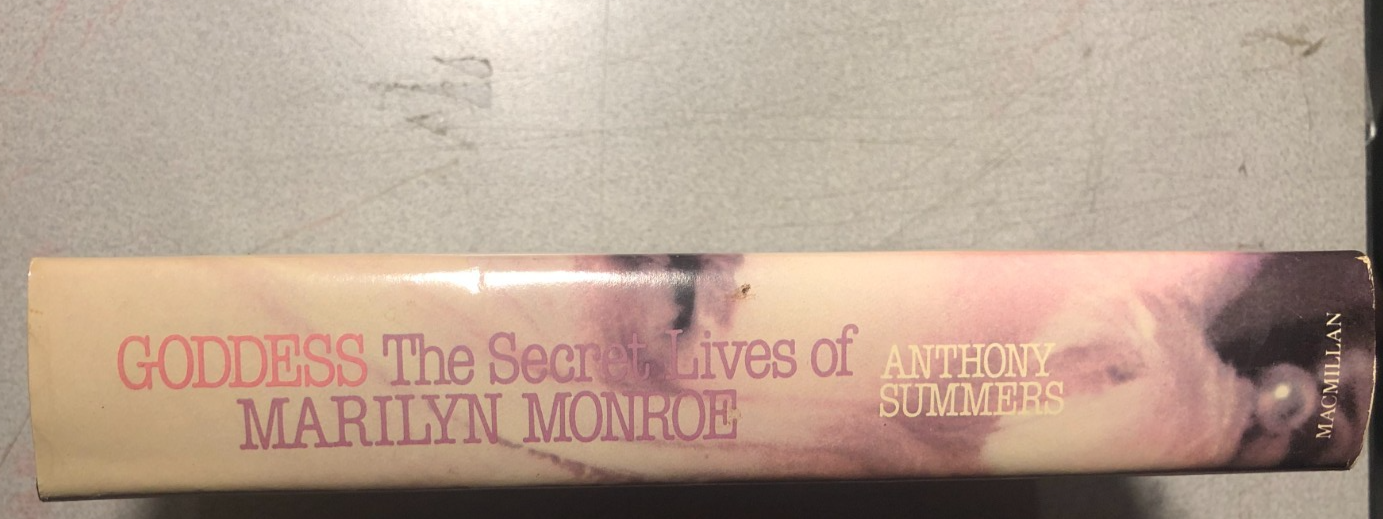 GODDESS The Secret Lives of
MARILYN MONROE
ANTHONY
SUMMERS
MACMILLAN